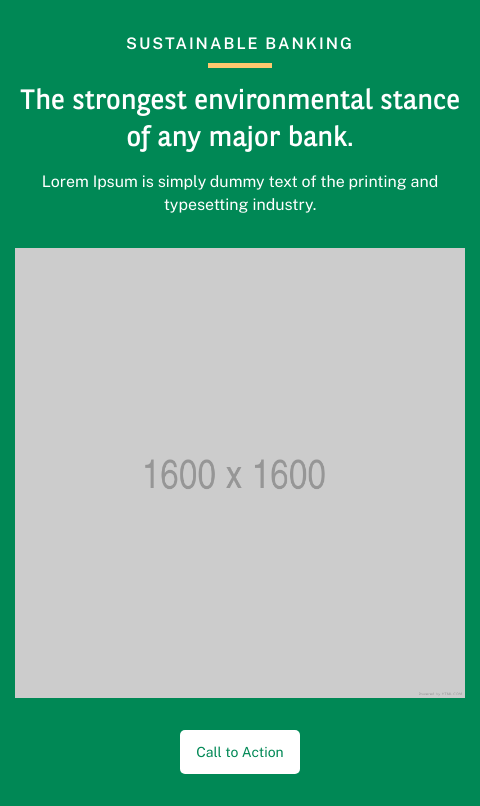 SUSTAINABLE BANKING
The strongest environmental stance
of any major bank.
Lorem Ipsum is simply dummy text of the printing and
typesetting industry.
1600 x 1600
Call to Action